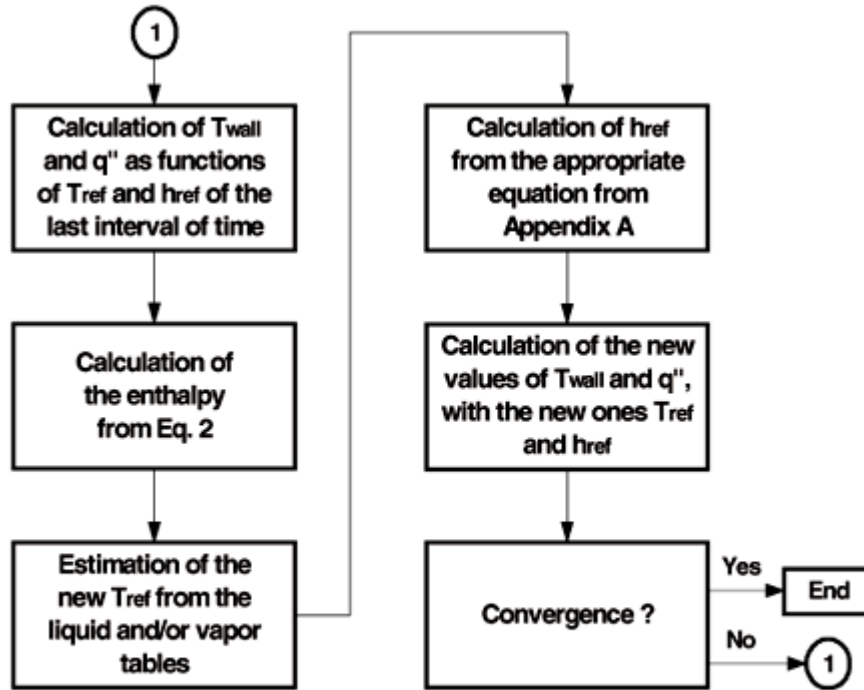 1
Calculation of Twall
and q" as functions
of Tref and href of the
last interval of time
Calculation of
the enthalpy
from Eq. 2
Estimation of the
new Tref from the
liquid and/or vapor
tables
Calculation of href
from the appropriate
equation from
Appendix A
Calculation of the new
values of Twall and q",
with the new ones Tref
and href
Convergence ?
Yes
End
No
1